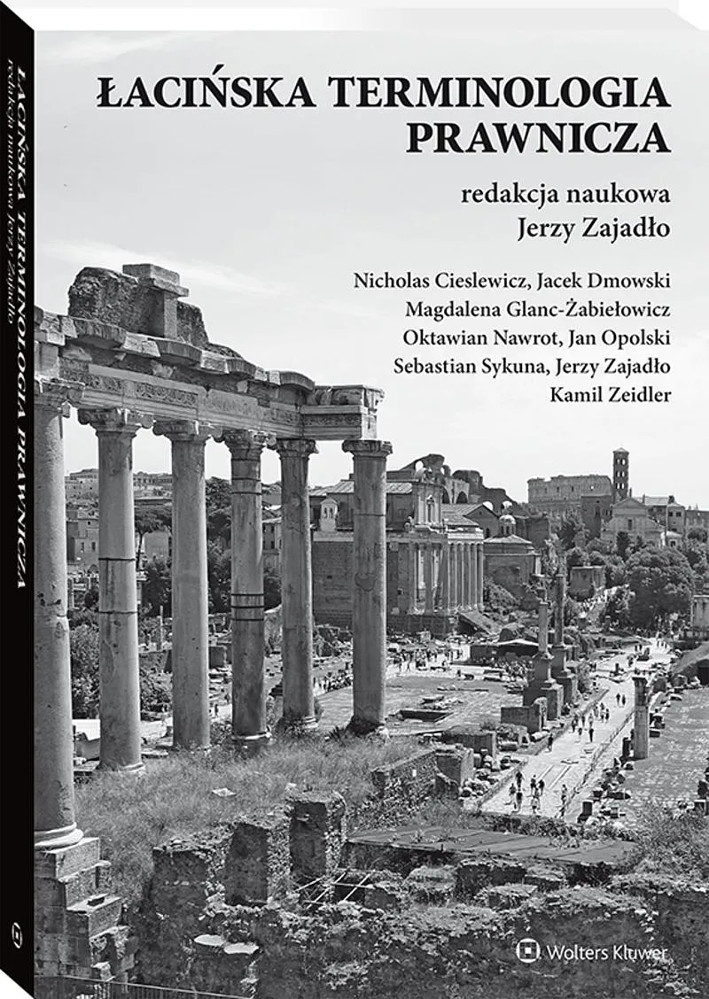 ŁACIŃSKA TERMINOLOGIA
PRAWNICZA
redakcja naukowa
Jerzy Zajadło
Nicholas Cieslewicz, Jacek Dmowski
Magdalena Glanc-Żabiełowicz
Oktawian Nawrot, Jan Opolski
Sebastian Sykuna, Jerzy Zajadło
Kamil Zeidler
Wolters Kluwer
ŁACIŃSKA TERMINOLOGIA PRAWNICZA
redakcja naukowa Jerzy Zajadło